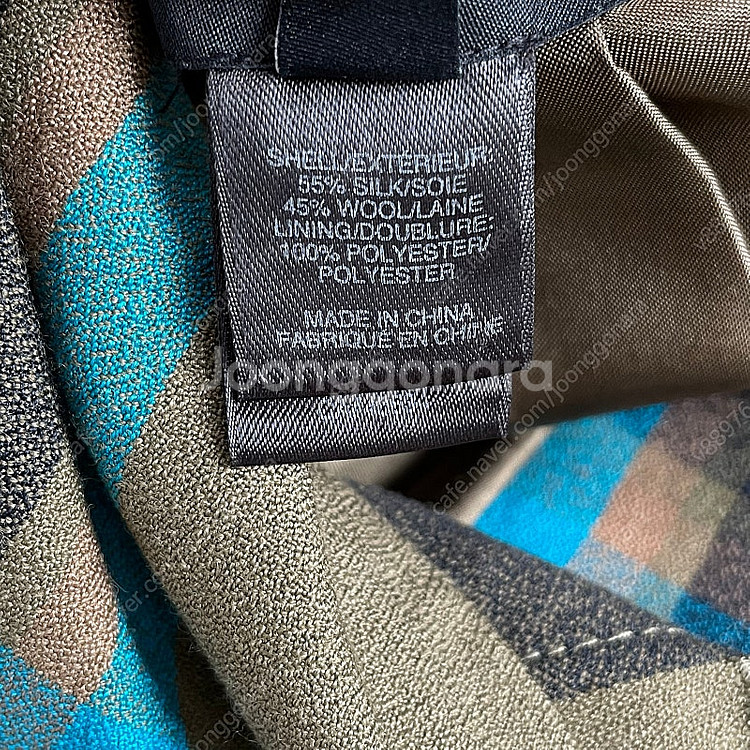 SHELL/EXTERIEUR:
55% SILK/SOIE
45% WOOL/LAINE
LINING/DOUBLURE:
100% POLYESTER/
POLYESTER
MADE IN CHINA
FABRIQUE EN CHINE
Joonggonara